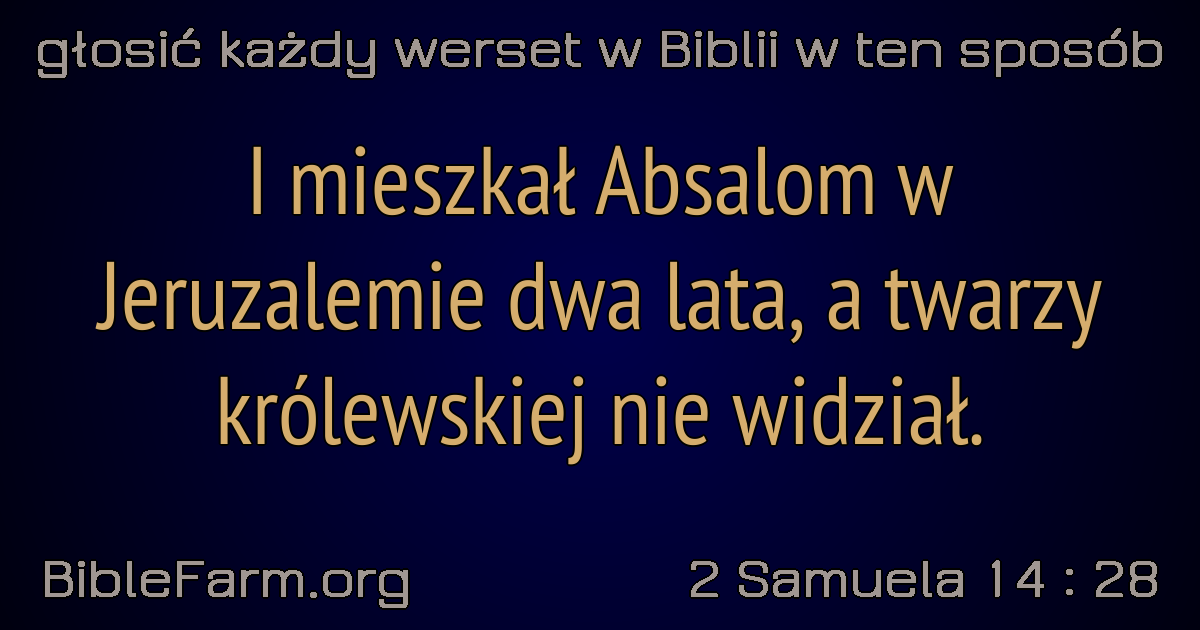 głosić każdy werset w Biblii w ten sposób
I mieszkał Absalom w
Jeruzalemie dwa lata, a twarzy
królewskiej nie widział.
BibleFarm.org
2 Samuela 14 : 28